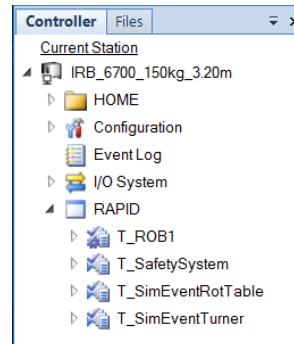 Controller Files
Current Station
IRB_6700_150kg_3.20m
HOME
Configuration
Event Log
I/O System
RAPID
T_ROB1
T_SafetySystem
T_SimEventRotTable
T_SimEventTurner